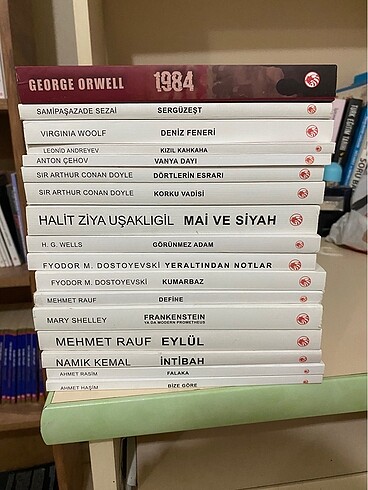 GEORGE ORWELL 1984
SAMİPAŞAZADE SEZAİ SERGÜZEŞT
VIRGINIA WOOLF DENİZ FENERİ
LEONİD ANDREYEV KIZIL KAHKAHA
ANTON ÇEHOV VANYA DAYI
SIR ARTHUR CONAN DOYLE DÖRTLERİN ESRARI
SIR ARTHUR CONAN DOYLE KORKU VADİSİ
HALİT ZİYA UŞAKLIGİL MAİ VE SİYAH
H. G. WELLS GÖRÜNMEZ ADAM
FYODOR M. DOSTOYEVSKİ YERALTINDAN NOTLAR
FYODOR M. DOSTOYEVSKİ KUMARBAZ
MEHMET RAUF DEFİNE
MARY SHELLEY FRANKENSTEIN
YA DA MODERN PROMETHEUS
MEHMET RAUF EYLÜL
NAMIK KEMAL İNTİBAH
AHMET RASİM FALAKA
AHMET HAŞİM BİZE GÖRE